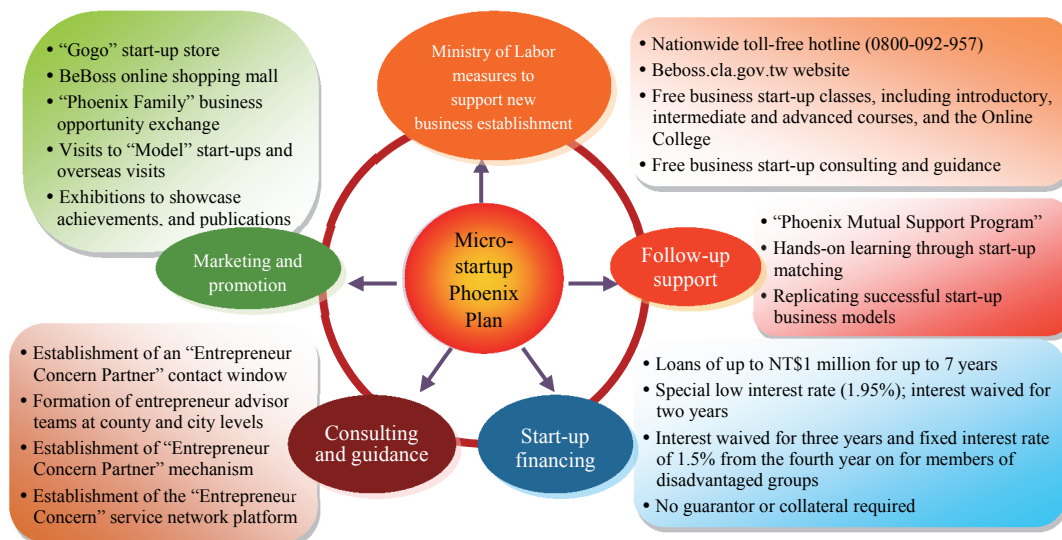 • “Gogo” start-up store
• BeBoss online shopping mall
• “Phoenix Family” business
opportunity exchange
• Visits to “Model” start-ups and
overseas visits
• Exhibitions to showcase
achievements, and publications
Ministry of Labor
measures to
support new
business establishment
• Nationwide toll-free hotline (0800-092-957)
• Beboss.cla.gov.tw website
• Free business start-up classes, including introductory,
intermediate and advanced courses, and the Online
College
• Free business start-up consulting and guidance
Marketing and
promotion
Micro-
startup
Phoenix
Plan
Follow-up
support
• “Phoenix Mutual Support Program”
• Hands-on learning through start-up
matching
• Replicating successful start-up
business models
• Establishment of an “Entrepreneur
Concern Partner” contact window
• Formation of entrepreneur advisor
teams at county and city levels
• Establishment of “Entrepreneur
Concern Partner” mechanism
• Establishment of the “Entrepreneur
Concern” service network platform
Consulting
and guidance
Start-up
financing
• Loans of up to NT$1 million for up to 7 years
• Special low interest rate (1.95%); interest waived for
two years
• Interest waived for three years and fixed interest rate
of 1.5% from the fourth year on for members of
disadvantaged groups
• No guarantor or collateral required